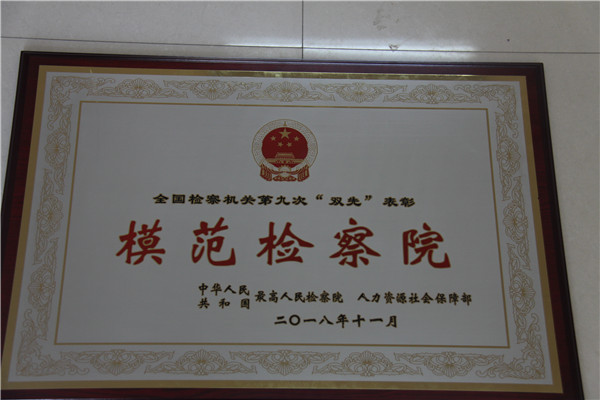 全国检察机关第九次“双先”表彰
模范检察院
中华人民
共和国 最高人民检察院 人力资源社会保障部
二〇一八年十一月